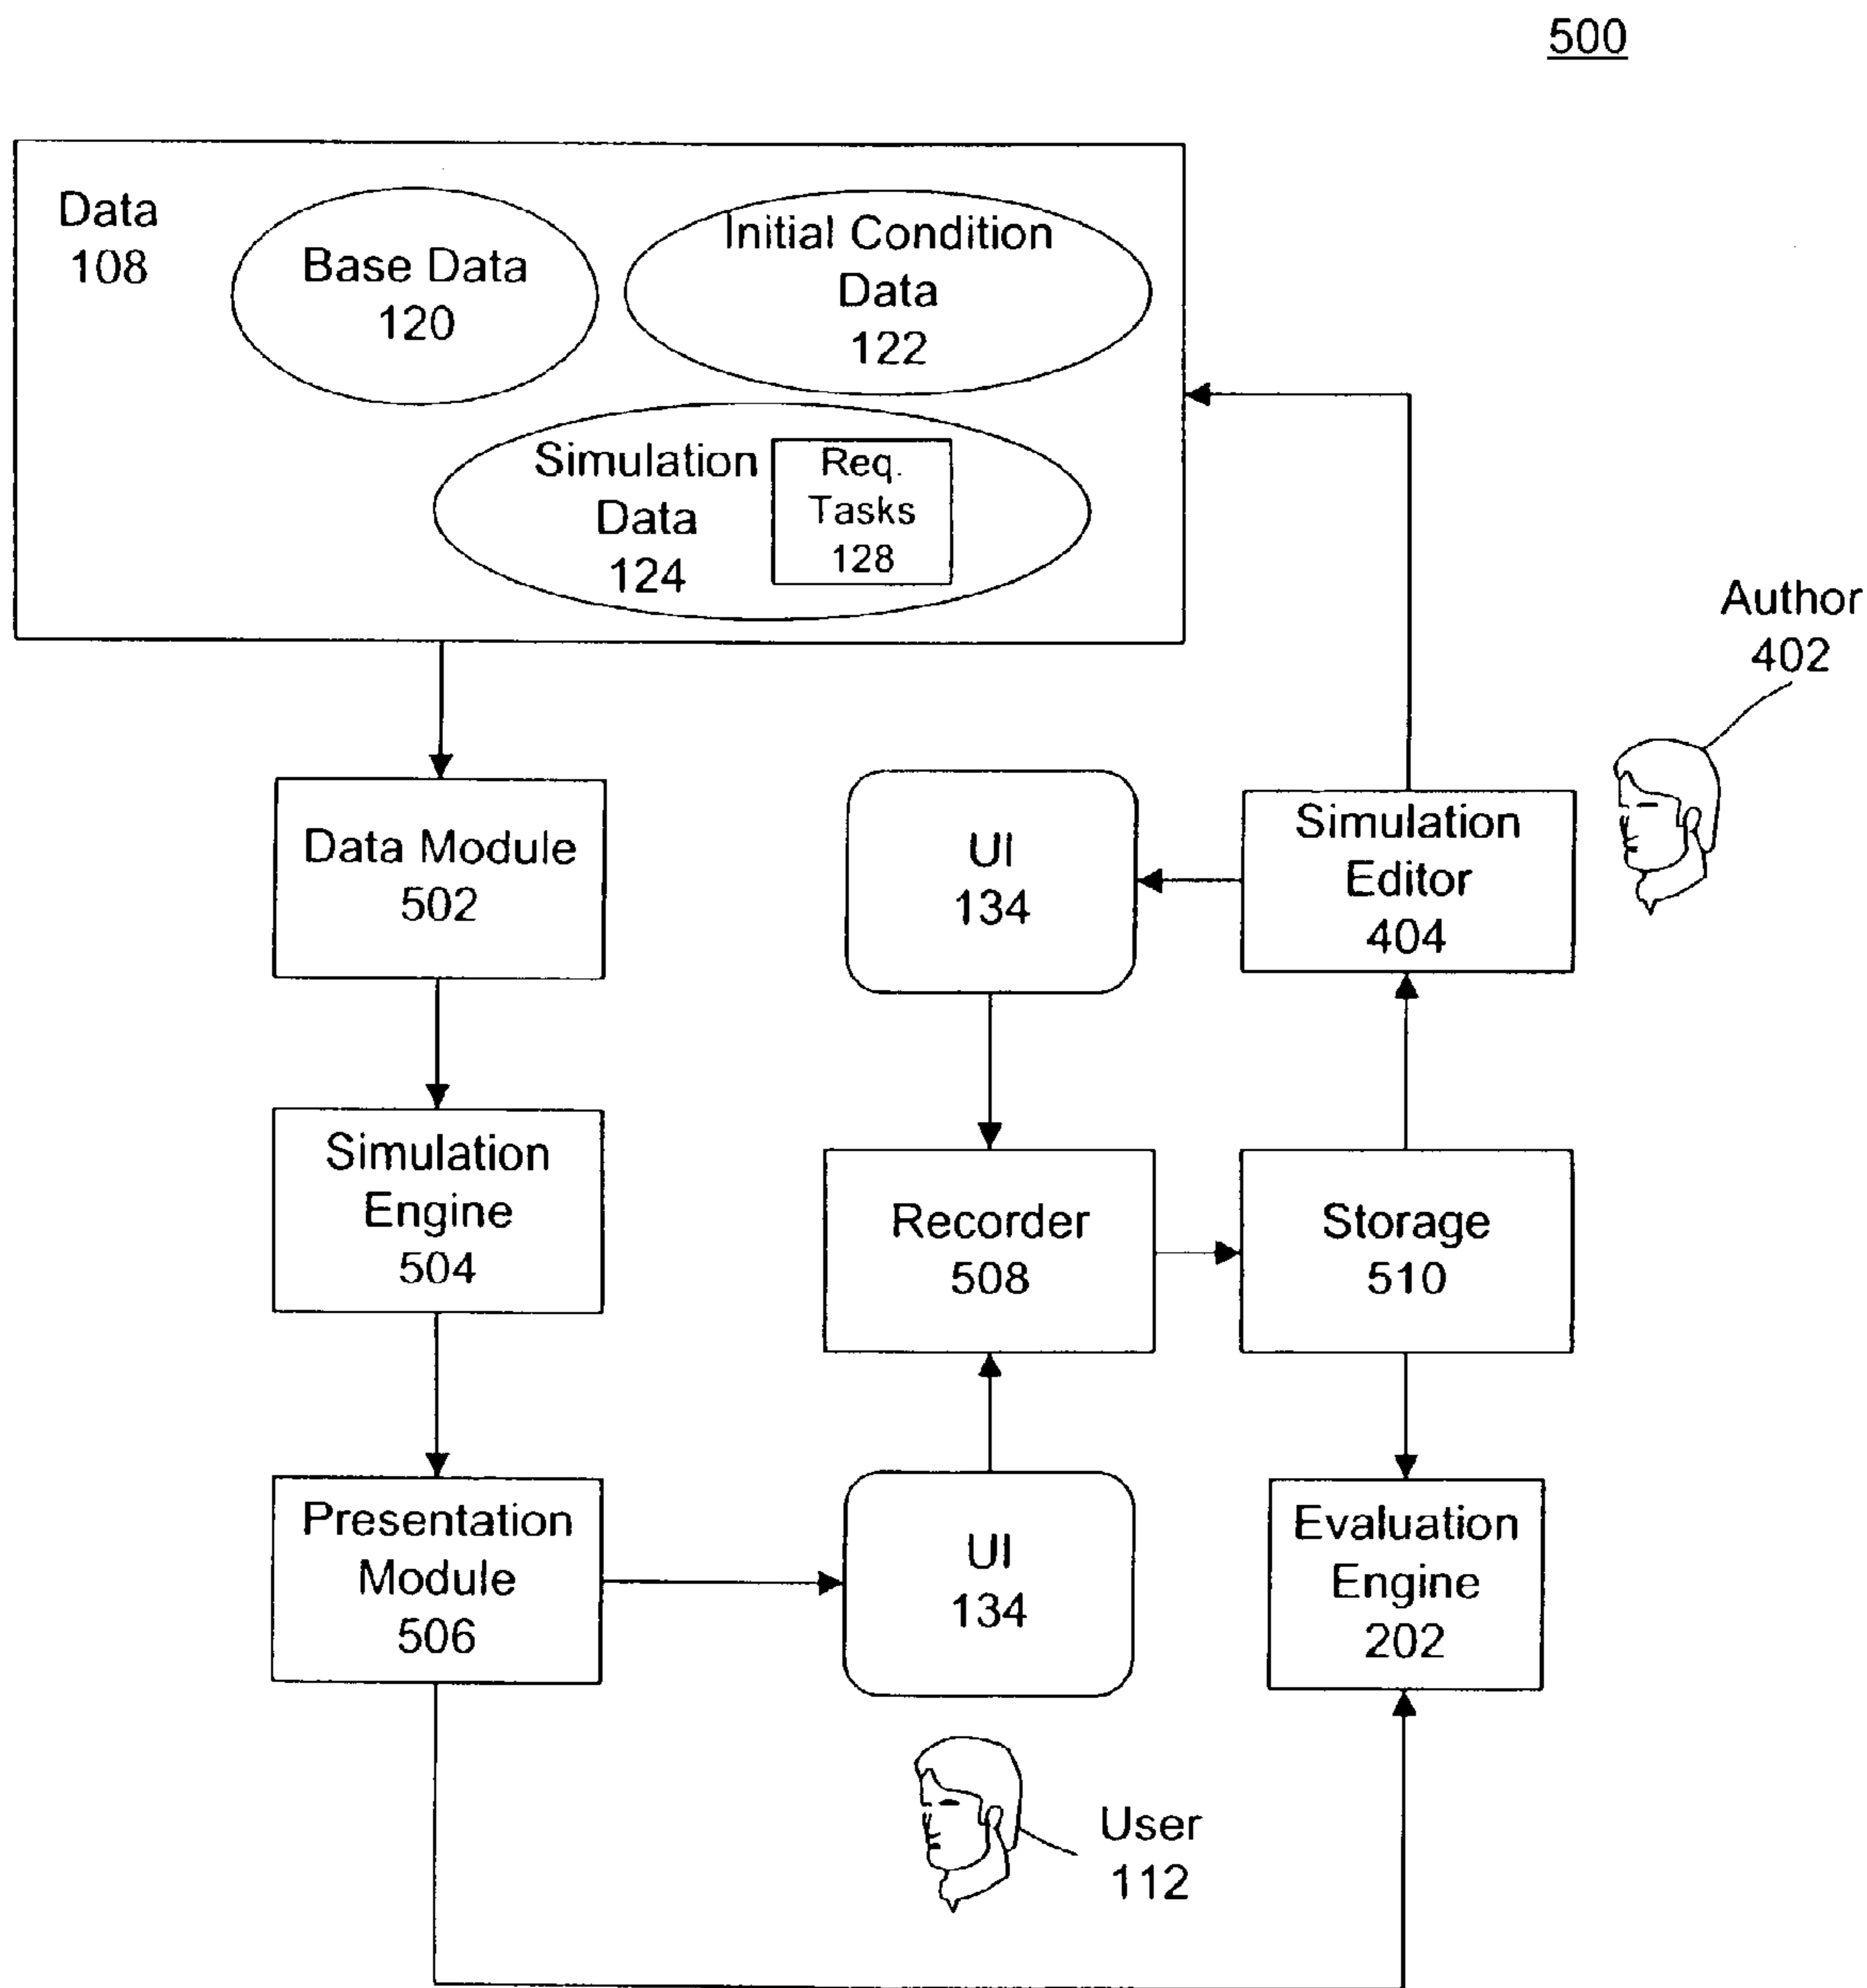 500
Data
108
Base Data
120
Initial Condition
Data
122
Simulation
Data
124
Req.
Tasks
128
Author
402
Data Module
502
UI
134
Simulation
Editor
404
Simulation
Engine
504
Recorder
508
Storage
510
Presentation
Module
506
UI
134
Evaluation
Engine
202
User
112